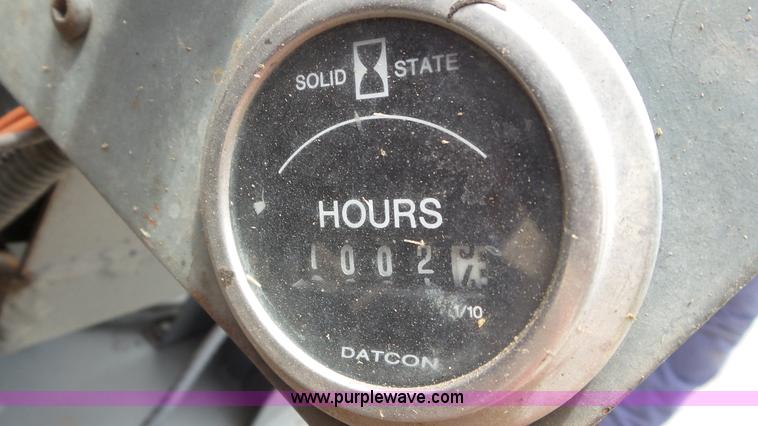 SOLID STATE
HOURS
1002
1/10
DATCON
www.purplewave.com